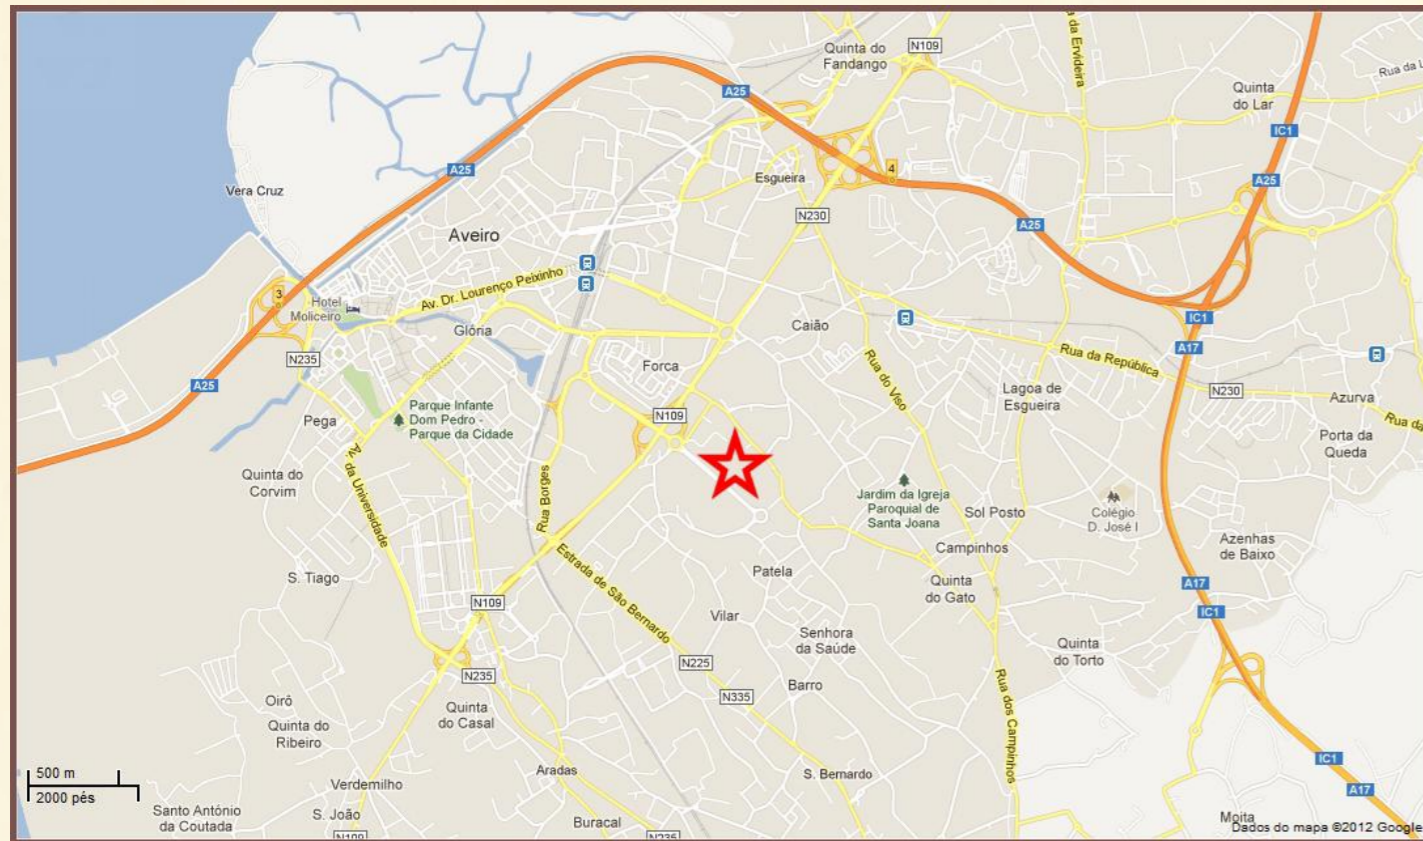 N109
Quinta do
Fandango
a da Ervideira
Rua da L
Quinta
do Lar
A25
IC1
A25
Esgueira
4
A25
A25
Vera Cruz
N230
A25
Aveiro
3
Hotel
Moliceiro
Av. Dr. Lourenço Peixinho
Glória
Caião
IC1
A17
N235
Forca
Rua do Viso
Rua da República
A25
Lagoa de
Esgueira
N230
Azurva
Parque Infante
Dom Pedro -
Parque da Cidade
Pega
N109
Rua da
Porta da
Queda
Quinta do
Corvim
Av. da Universidade
Rua Borges
Jardim da Igreja
Paroquial de
Santa Joana
Sol Posto
Colégio
D. José I
Azenhas
de Baixo
Campinhos
S. Tiago
Estrada de São Bernardo
Patela
Quinta
do Gato
A17
IC1
N109
Vilar
Senhora
da Saúde
Quinta
do Torto
N225
N235
Barro
N335
Rua dos Campinhos
Oirô
Quinta
do Casal
Quinta do
Ribeiro
Aradas
S. Bernardo
IC1
500 m
2000 pés
Verdemilho
A17
Santo António
da Coutada
S. João
Buracal
Moita
N109
N235
Dados do mapa ©2012 Google